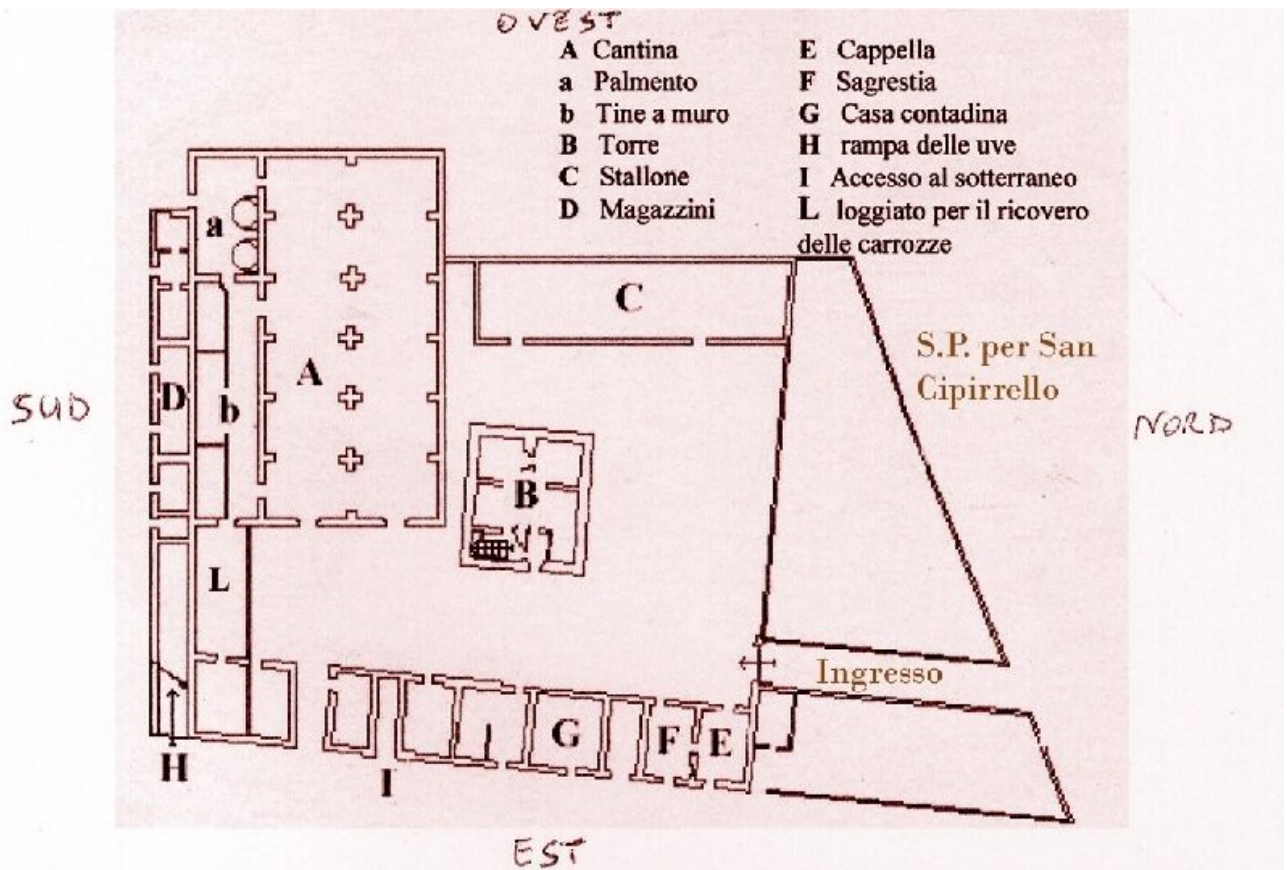 OVEST
A Cantina
a Palmento
b Tine a muro
B Torre
C Stallone
D Magazzini
E Cappella
F Sagrestia
G Casa contadina
H rampa delle uve
I Accesso al sotterraneo
L loggiato per il ricovero
delle carrozze
a
C
S.P. per San
Cipirrello
SUD
D
b
A
NORD
B
L
Ingresso
G
F
E
H
I
EST